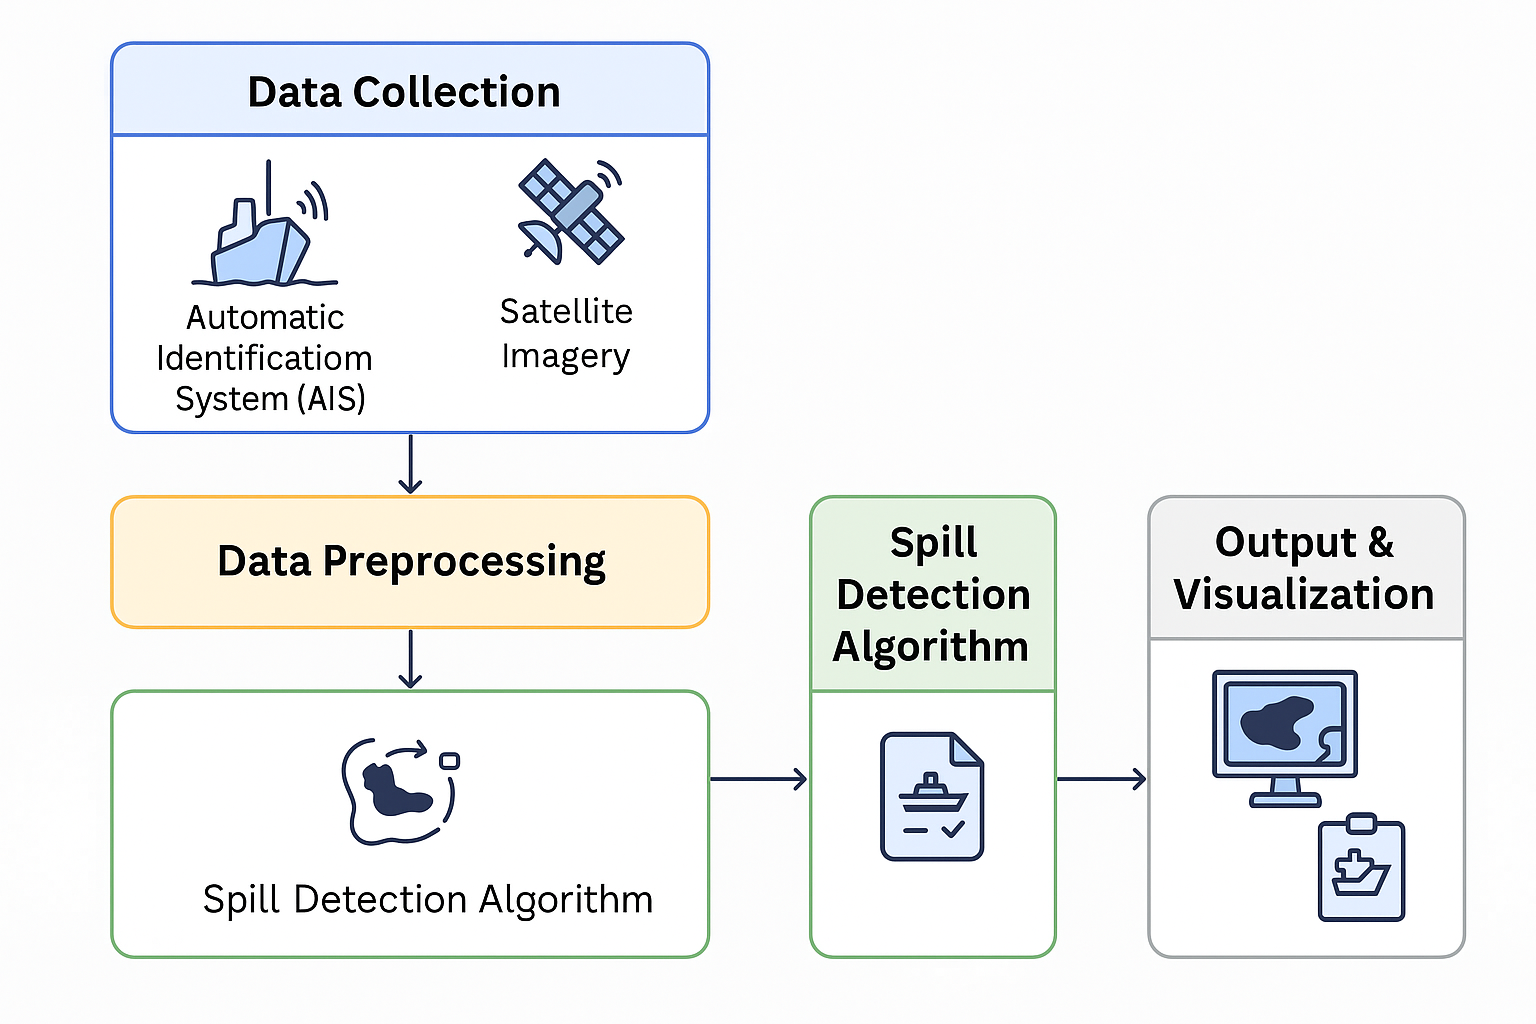 Data Collection
Automatic
Identificatiom
System (AIS)
Satellite
Imagery
Data Preprocessing
Spill Detection Algorithm
Spill
Detection
Algorithm
Output &
Visualization